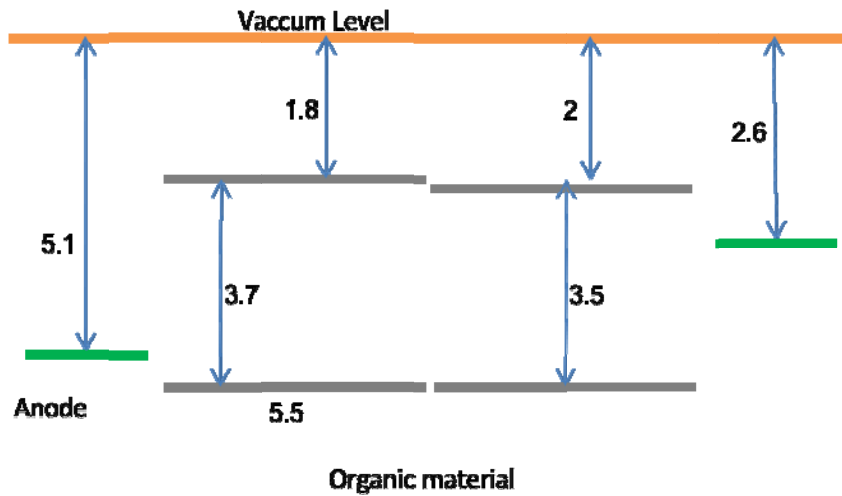 Vaccum Level
1.8
2
2.6
5.1
3.7
3.5
Anode
5.5
Organic material